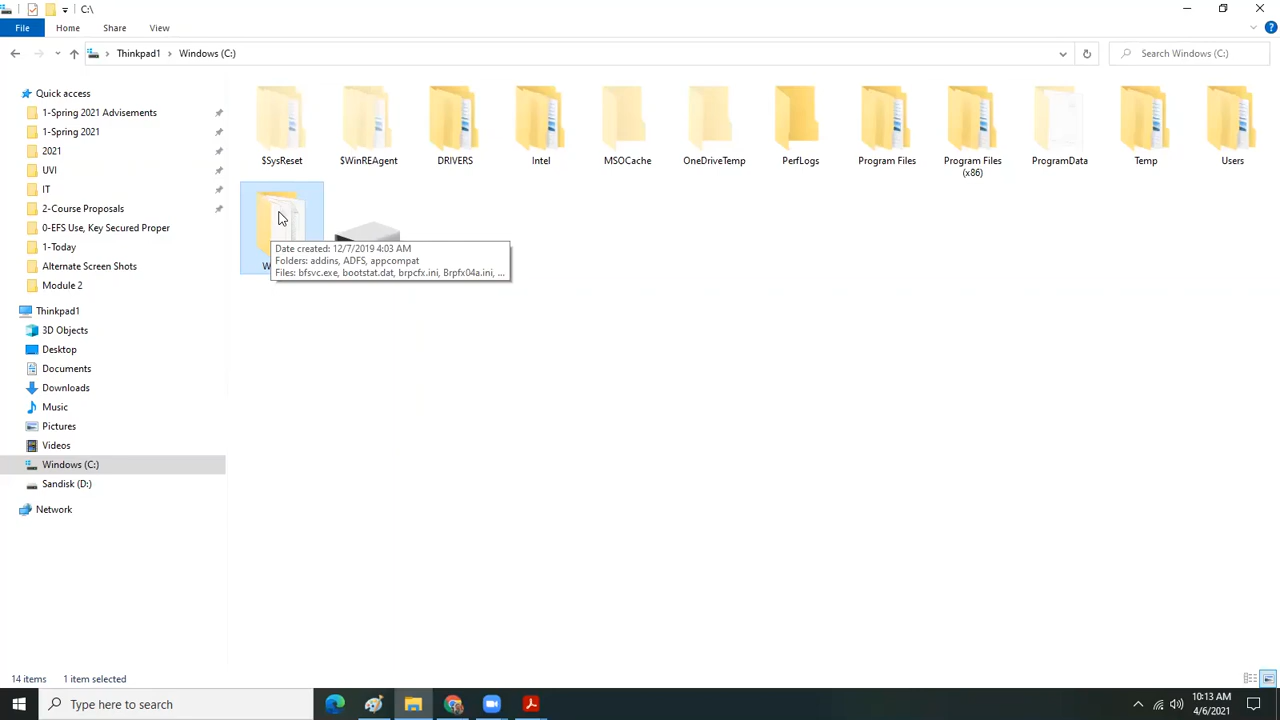 C:\
File
Home
Share
View
Thinkpad1
Windows (C:)
Search Windows (C:)
Quick access
1-Spring 2021 Advisements
1-Spring 2021
2021
UVI
IT
2-Course Proposals
0-EFS Use, Key Secured Proper
1-Today
Alternate Screen Shots
Module 2
Thinkpad1
3D Objects
Desktop
Documents
Downloads
Music
Pictures
Videos
Windows (C:)
Sandisk (D:)
Network
$SysReset
$WinREAgent
DRIVERS
Intel
MSOCache
OneDriveTemp
PerfLogs
Program Files
Program Files
(x86)
ProgramData
Temp
Users
Date created: 12/7/2019 4:03 AM
Folders: addins, ADFS, appcompat
Files: bfsvc.exe, bootstat.dat, brpcfx.ini, Brpfx04a.ini, ...
14 items
1 item selected
Type here to search
10:13 AM
4/6/2021